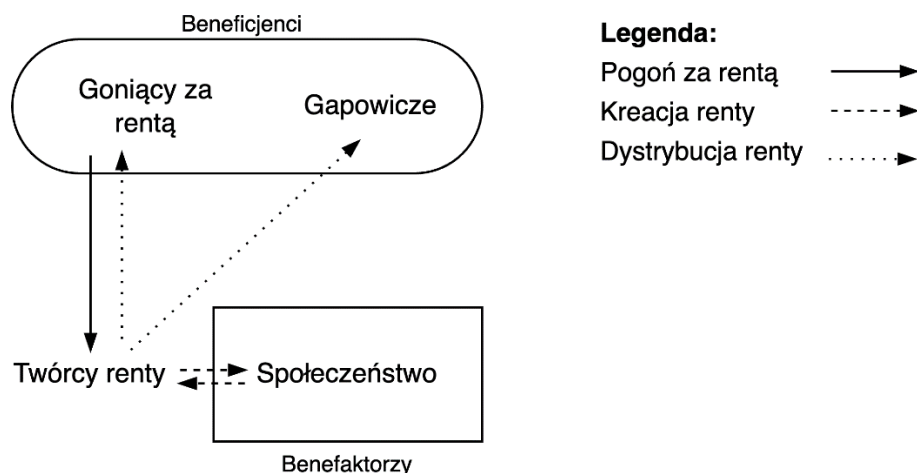 Beneficjenci
Goniący za
rentą
Gapowicze
Twórcy renty
Społeczeństwo
Benefaktorzy
Legenda:
Pogoń za rentą
Kreacja renty
Dystrybucja renty